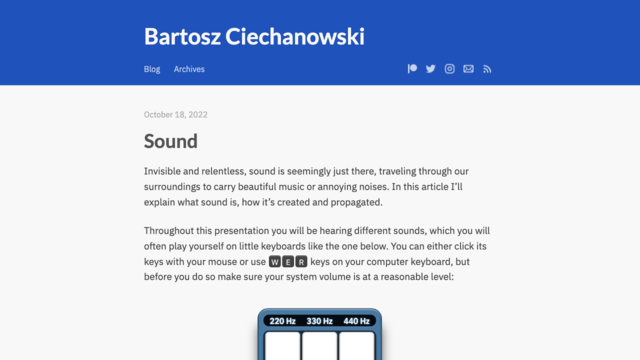 Bartosz Ciechanowski
Blog Archives
October 18, 2022
Sound
Invisible and relentless, sound is seemingly just there, traveling through our
surroundings to carry beautiful music or annoying noises. In this article I'll
explain what sound is, how it's created and propagated.
Throughout this presentation you will be hearing different sounds, which you will
often play yourself on little keyboards like the one below. You can either click its
keys with your mouse or use W E R keys on your computer keyboard, but
before you do so make sure your system volume is at a reasonable level:
220 Hz 330 Hz 440 Hz